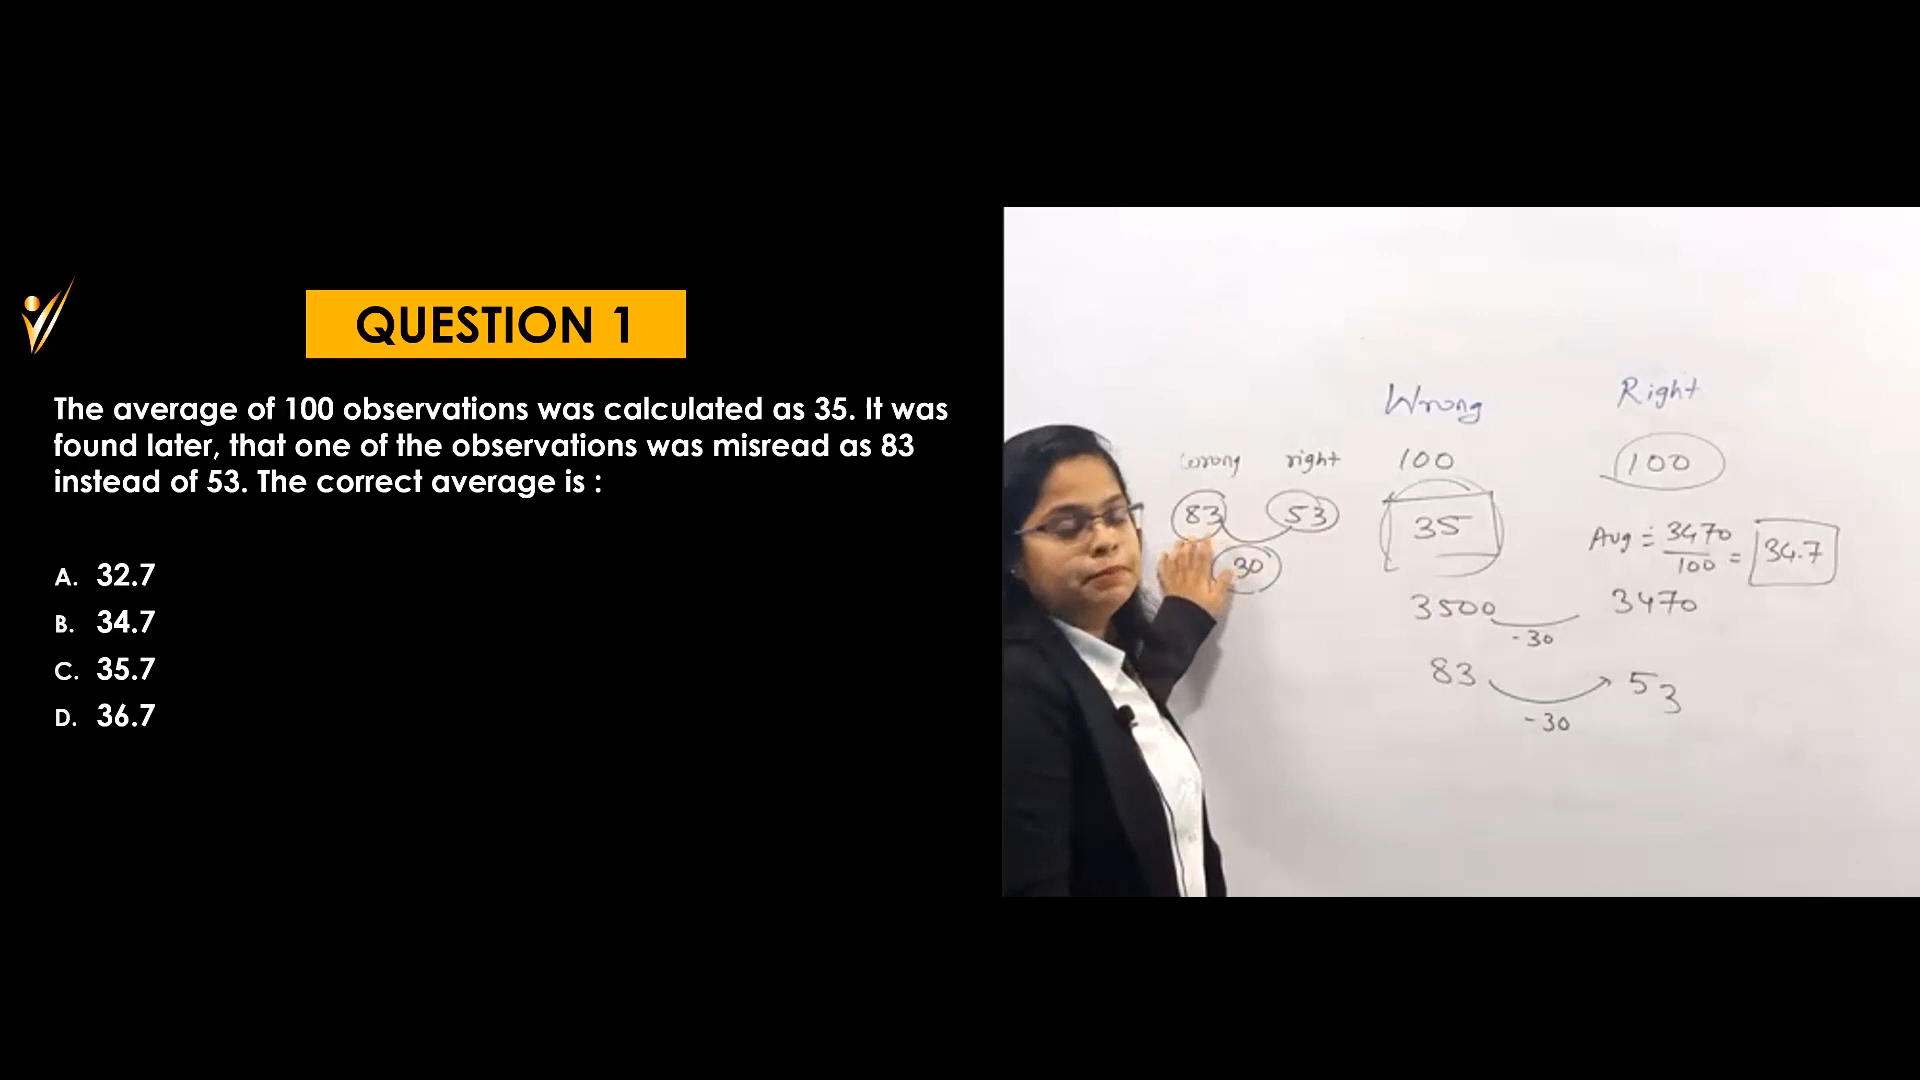 QUESTION 1
The average of 100 observations was calculated as 35. It was
found later, that one of the observations was misread as 83
instead of 53. The correct average is :
A. 32.7
B. 34.7
C. 35.7
D. 36.7
Wrong Right
wrong right 100 100
83 53 35
30
Avg = 3470/100 = 34.7
3500 3470
-30
83 53
-30